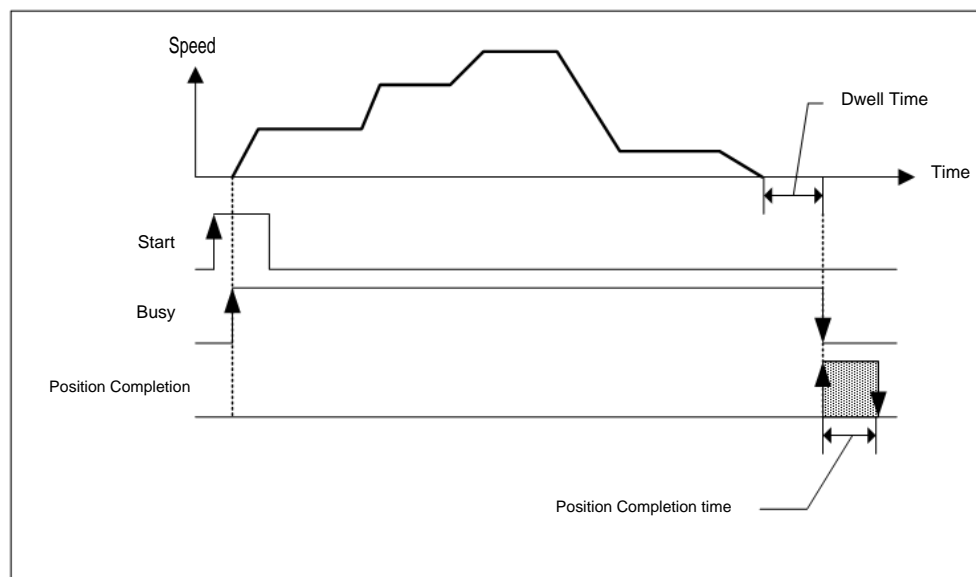 Speed
Dwell Time
Time
Start
Busy
Position Completion
Position Completion time